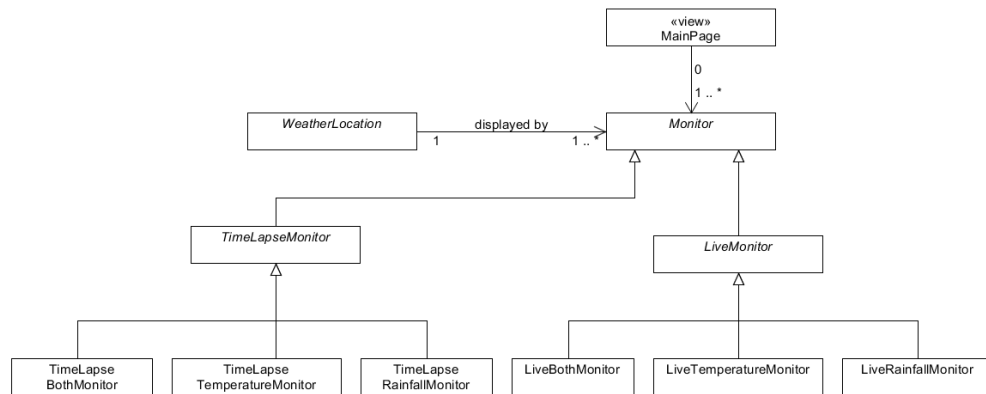 «view»
MainPage
0
1 .. *
WeatherLocation
displayed by
Monitor
1
1 .. *
TimeLapseMonitor
LiveMonitor
TimeLapse
BothMonitor
TimeLapse
TemperatureMonitor
TimeLapse
RainfallMonitor
LiveBothMonitor
LiveTemperatureMonitor
LiveRainfallMonitor